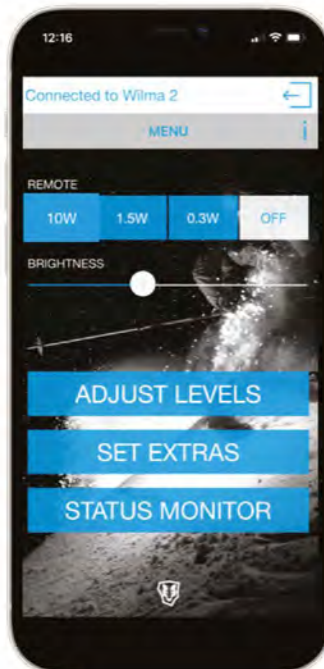 12:16
Connected to Wilma 2
MENU i
REMOTE
10W 1.5W 0.3W OFF
BRIGHTNESS
ADJUST LEVELS
SET EXTRAS
STATUS MONITOR